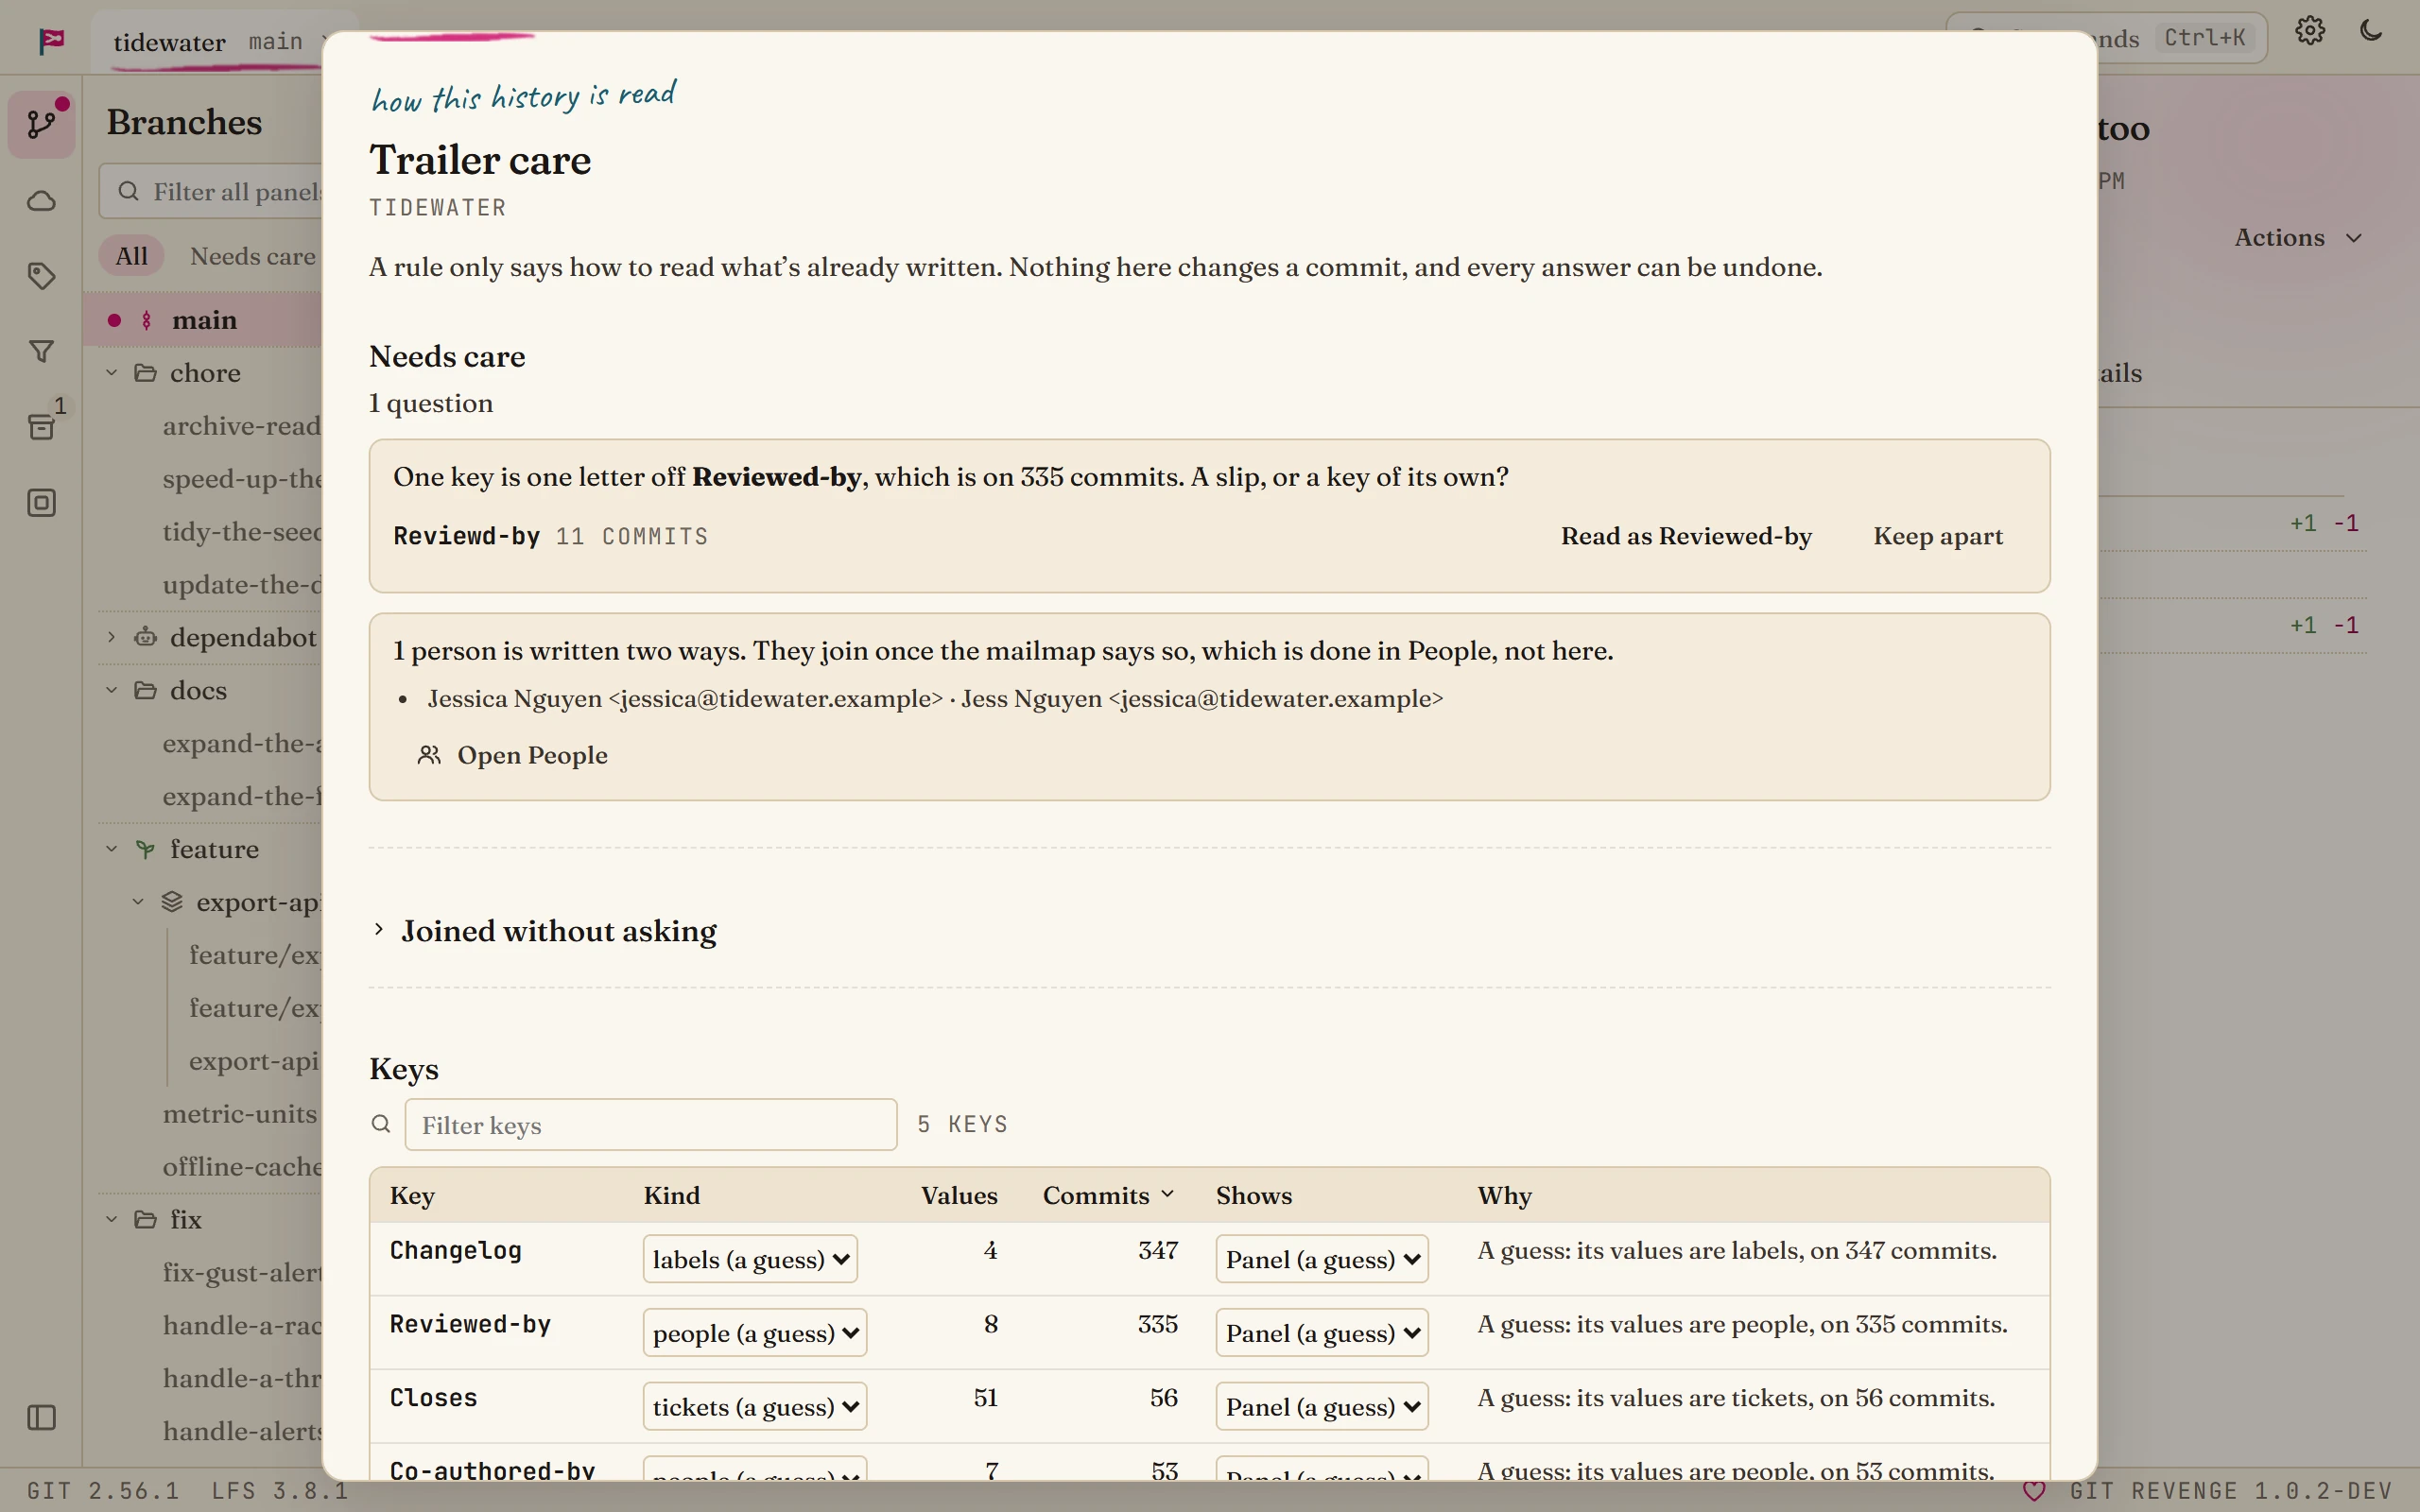 tidewater main
nds Ctrl+K
how this history is read
Branches
Trailer care
too
TIDEWATER
PM
Filter all panels
A rule only says how to read what’s already written. Nothing here changes a commit, and every answer can be undone.
Actions
All Needs care
main
Needs care
chore
ails
1 question
1
archive-read
One key is one letter off Reviewed-by, which is on 335 commits. A slip, or a key of its own?
speed-up-the
+1 -1
Reviewd-by 11 COMMITS Read as Reviewed-by Keep apart
tidy-the-seed
update-the-d
+1 -1
dependabot
1 person is written two ways. They join once the mailmap says so, which is done in People, not here.
docs
• Jessica Nguyen <jessica@tidewater.example> · Jess Nguyen <jessica@tidewater.example>
expand-the-a
Open People
expand-the-f
feature
export-api
Joined without asking
feature/exp
feature/exp
export-api
Keys
metric-units
Filter keys 5 KEYS
offline-cache
Key Kind Values Commits Shows Why
fix
Changelog labels (a guess) 4 347 Panel (a guess) A guess: its values are labels, on 347 commits.
fix-gust-alert
Reviewed-by people (a guess) 8 335 Panel (a guess) A guess: its values are people, on 335 commits.
handle-a-rac
handle-a-thr
Closes tickets (a guess) 51 56 Panel (a guess) A guess: its values are tickets, on 56 commits.
handle-alerts
Co-authored-by people (a guess) 7 53 Panel (a guess) A guess: its values are people, on 53 commits.
GIT 2.56.1 LFS 3.8.1
GIT REVENGE 1.0.2-DEV